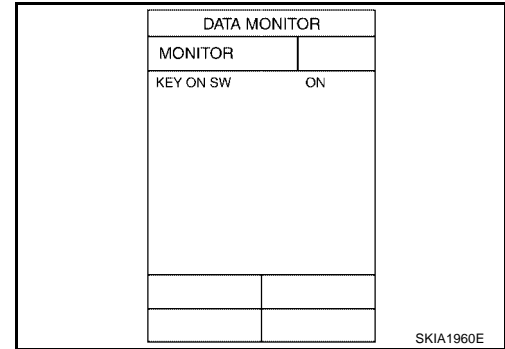 DATA MONITOR
MONITOR
KEY ON SW ON
SKIA1960E